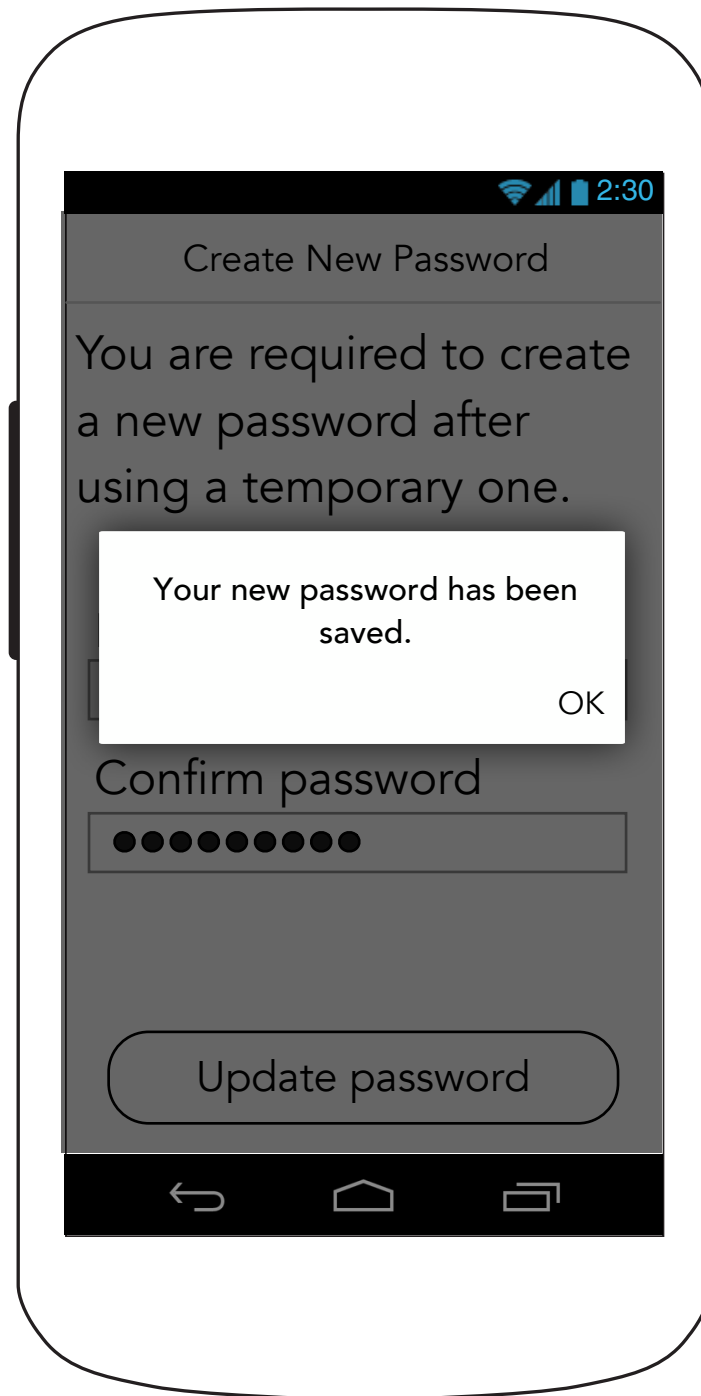 2:30
Create New Password
You are required to create
a new password after
using a temporary one.
Your new password has been
saved.
OK
Confirm password
●●●●●●●●●
Update password